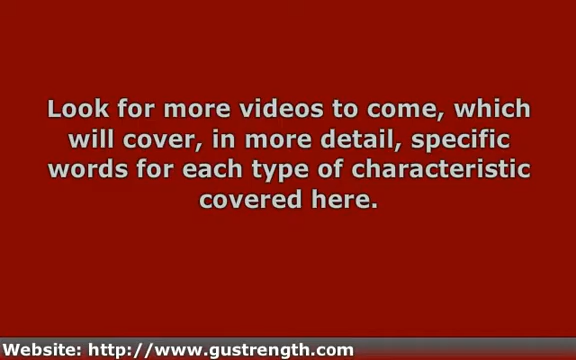 Look for more videos to come, which
will cover, in more detail, specific
words for each type of characteristic
covered here.
Website: http://www.gustrength.com